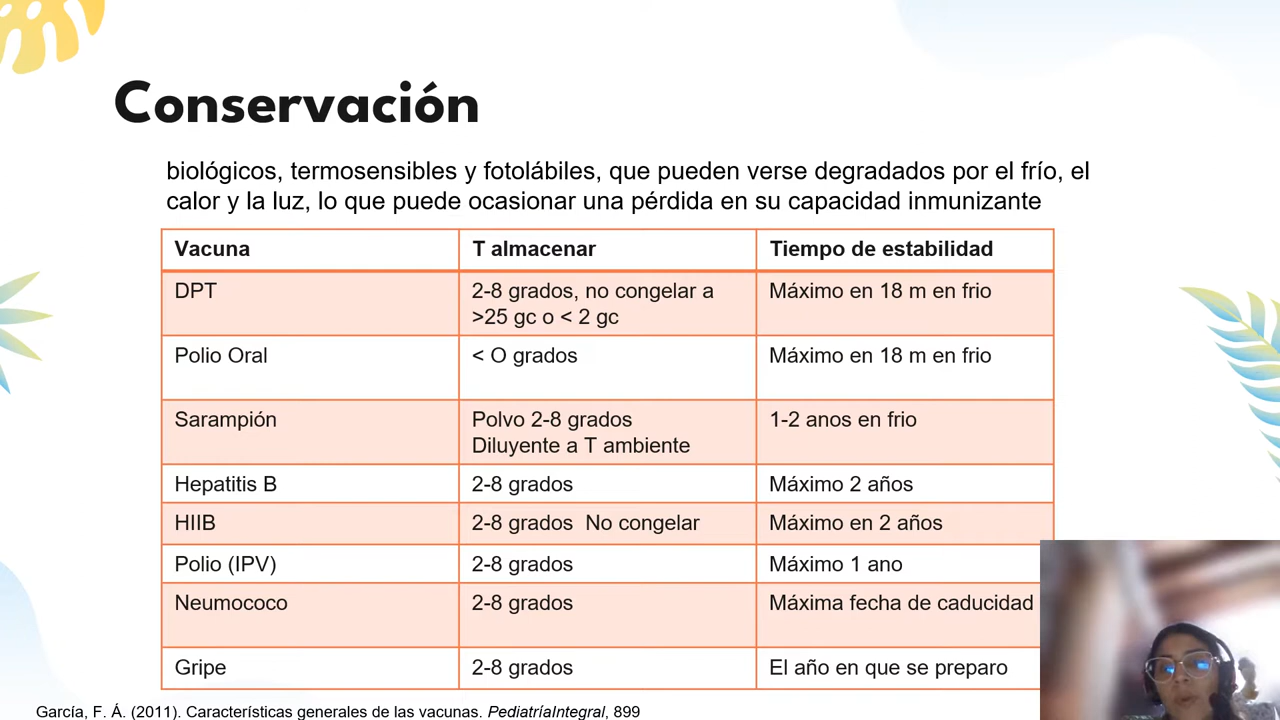 Conservación
biológicos, termosensibles y fotolábiles, que pueden verse degradados por el frío, el
calor y la luz, lo que puede ocasionar una pérdida en su capacidad inmunizante
Vacuna T almacenar Tiempo de estabilidad
DPT 2-8 grados, no congelar a Máximo en 18 m en frio
>25 gc o < 2 gc
Polio Oral < O grados Máximo en 18 m en frio
Sarampión Polvo 2-8 grados 1-2 anos en frio
Diluyente a T ambiente
Hepatitis B 2-8 grados Máximo 2 años
HIIB 2-8 grados No congelar Máximo en 2 años
Polio (IPV) 2-8 grados Máximo 1 ano
Neumococo 2-8 grados Máxima fecha de caducidad
Gripe 2-8 grados El año en que se preparo
García, F. Á. (2011). Características generales de las vacunas. PediatríaIntegral, 899